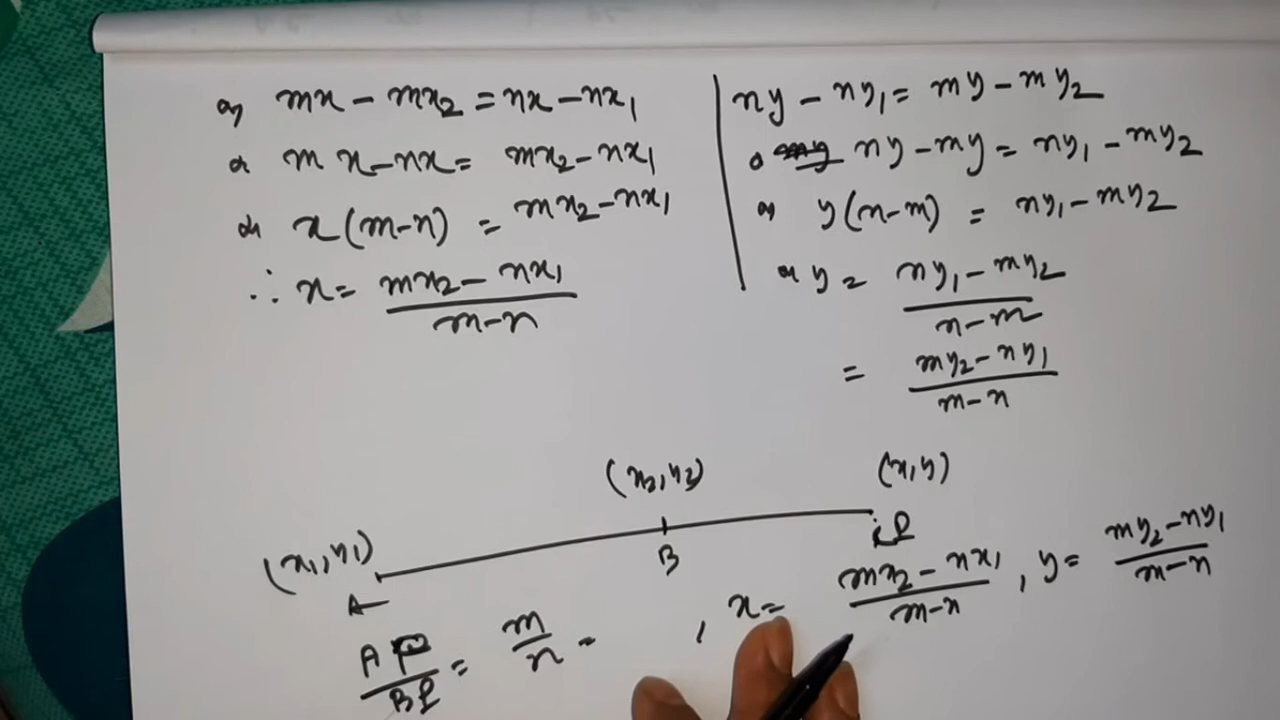 or mx - mx₂ = nx - nx₁
or mx - nx = mx₂ - nx₁
or x(m-n) = mx₂ - nx₁
∴ x = (mx₂ - nx₁)/(m-n)
ny - ny₁ = my - my₂
or ny - my = ny₁ - my₂
or y(n-m) = ny₁ - my₂
or y = (ny₁ - my₂)/(n-m)
= (my₂ - ny₁)/(m-n)
(x₁,y₁) (x₂,y₂) (x,y)
A B P
AP/BP = m/n , x = (mx₂ - nx₁)/(m-n) , y = (my₂ - ny₁)/(m-n)